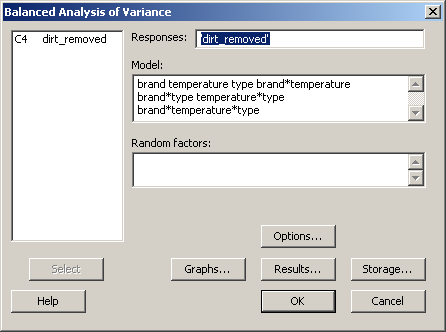 Balanced Analysis of Variance
C4 dirt_removed
Responses: 'dirt_removed'
Model:
brand temperature type brand*temperature
brand*type temperature*type
brand*temperature*type
Random factors:
Options...
Select Graphs... Results... Storage...
Help OK Cancel